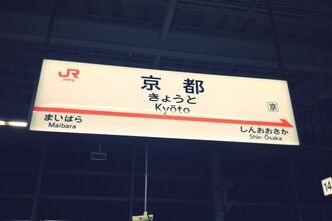 JR
京都
きょうと
Kyōto
京
まいばら
Maibara
しんおおさか
Shin-Ōsaka
14